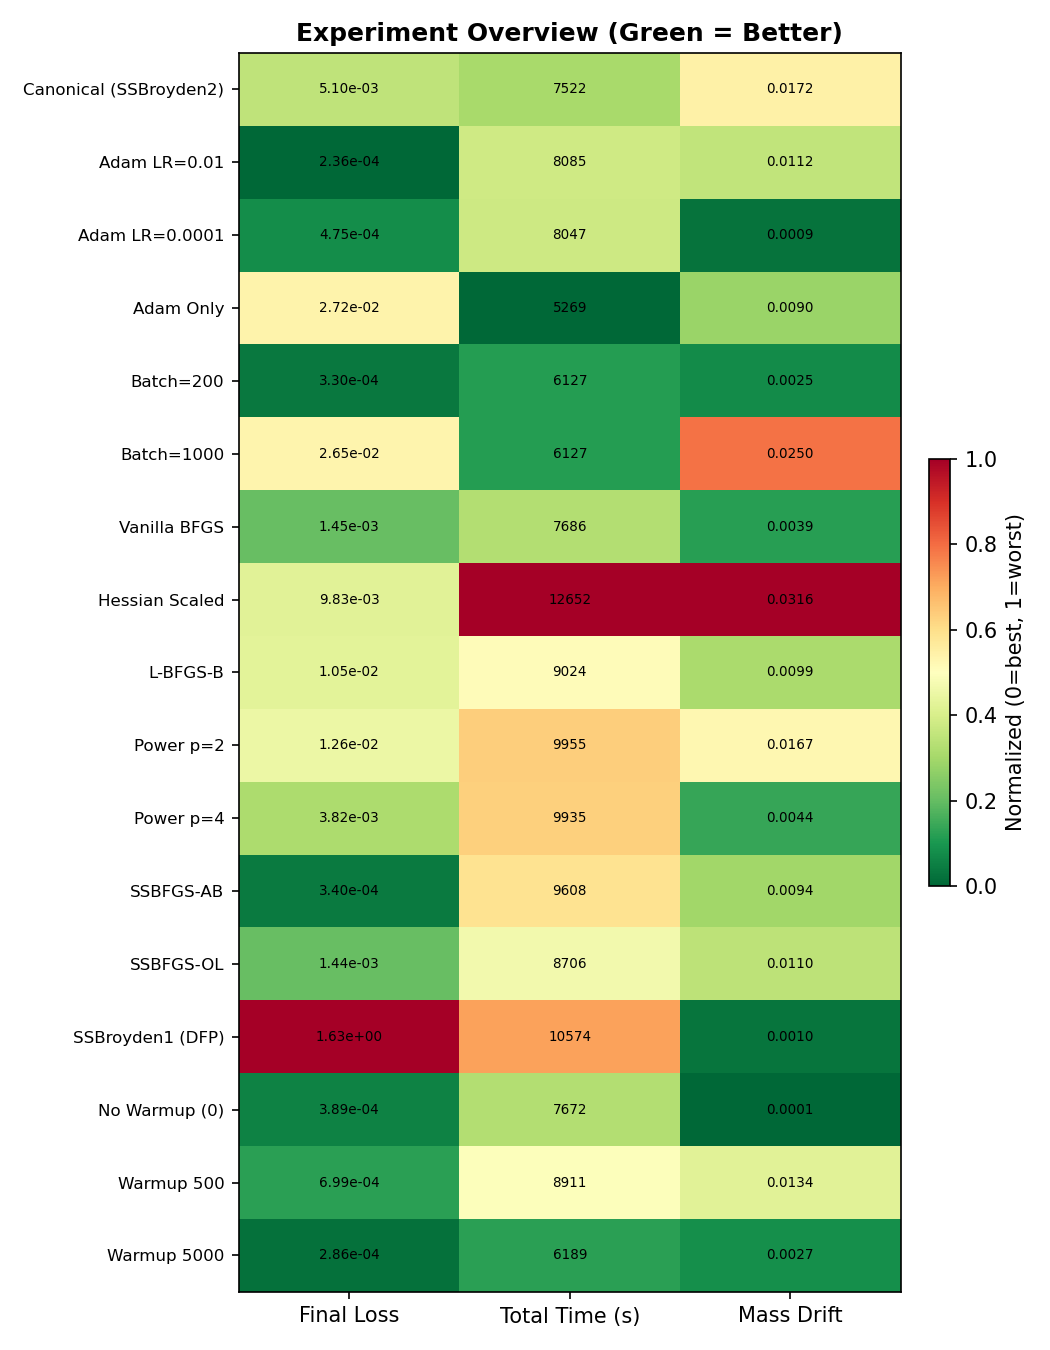 Experiment Overview (Green = Better)
Canonical (SSBroyden2) 5.10e-03 7522 0.0172
Adam LR=0.01 2.36e-04 8085 0.0112
Adam LR=0.0001 4.75e-04 8047 0.0009
Adam Only 2.72e-02 5269 0.0090
Batch=200 3.30e-04 6127 0.0025
Batch=1000 2.65e-02 6127 0.0250
Vanilla BFGS 1.45e-03 7686 0.0039
Hessian Scaled 9.83e-03 12652 0.0316
L-BFGS-B 1.05e-02 9024 0.0099
Power p=2 1.26e-02 9955 0.0167
Power p=4 3.82e-03 9935 0.0044
SSBFGS-AB 3.40e-04 9608 0.0094
SSBFGS-OL 1.44e-03 8706 0.0110
SSBroyden1 (DFP) 1.63e+00 10574 0.0010
No Warmup (0) 3.89e-04 7672 0.0001
Warmup 500 6.99e-04 8911 0.0134
Warmup 5000 2.86e-04 6189 0.0027
Final Loss Total Time (s) Mass Drift
1.0
0.8
0.6
0.4
0.2
0.0
Normalized (0=best, 1=worst)